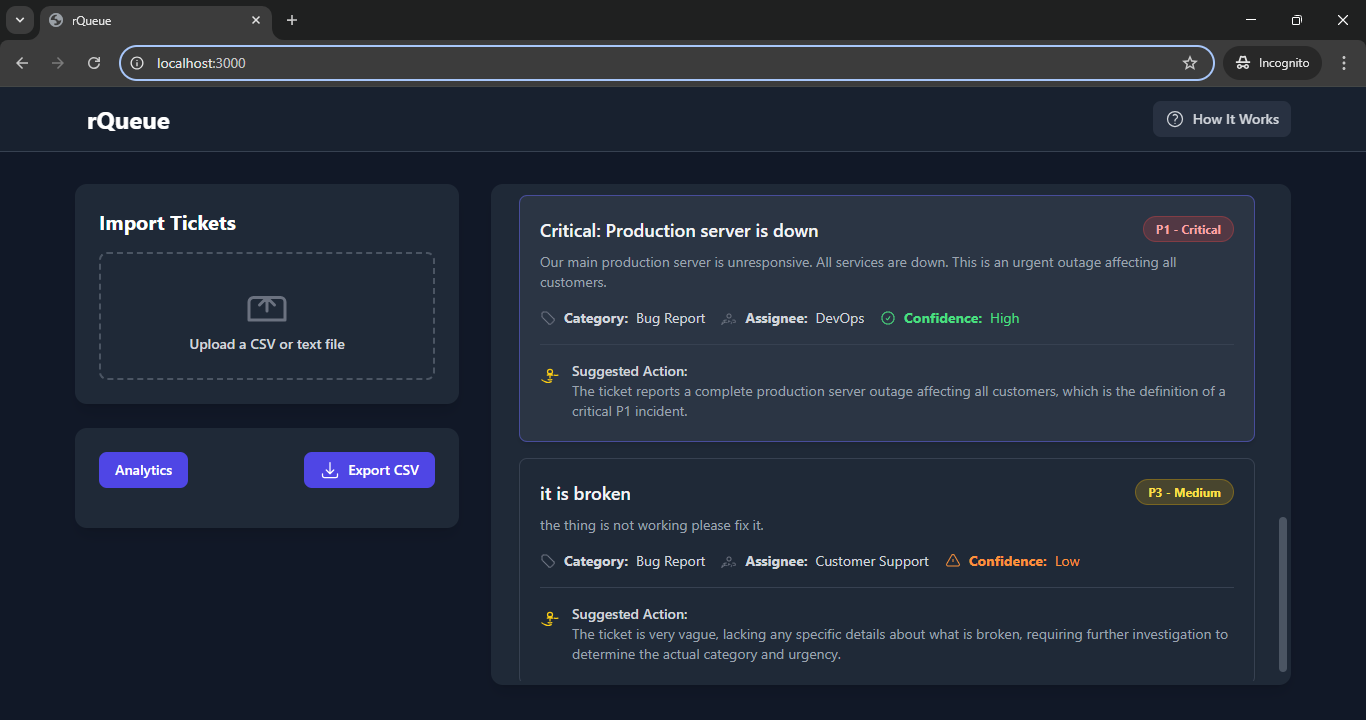 rQueue
localhost:3000
Incognito
rQueue
How It Works
Import Tickets
Upload a CSV or text file
Analytics
Export CSV
Critical: Production server is down
P1 - Critical
Our main production server is unresponsive. All services are down. This is an urgent outage affecting all
customers.
Category: Bug Report Assignee: DevOps Confidence: High
Suggested Action:
The ticket reports a complete production server outage affecting all customers, which is the definition of a
critical P1 incident.
it is broken
P3 - Medium
the thing is not working please fix it.
Category: Bug Report Assignee: Customer Support Confidence: Low
Suggested Action:
The ticket is very vague, lacking any specific details about what is broken, requiring further investigation to
determine the actual category and urgency.